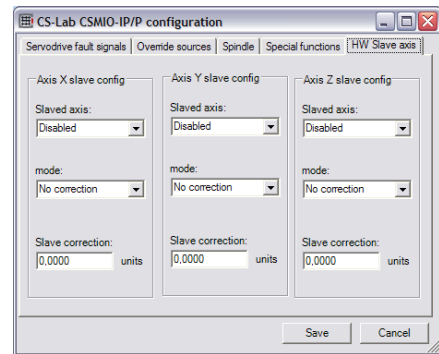 CS-Lab CSMIO-IP/P configuration
Servodrive fault signals Override sources Spindle Special functions HW Slave axis
Axis X slave config Axis Y slave config Axis Z slave config
Slaved axis: Slaved axis: Slaved axis:
Disabled Disabled Disabled
mode: mode: mode:
No correction No correction No correction
Slave correction: Slave correction: Slave correction:
0,0000 units 0,0000 units 0,0000 units
Save Cancel